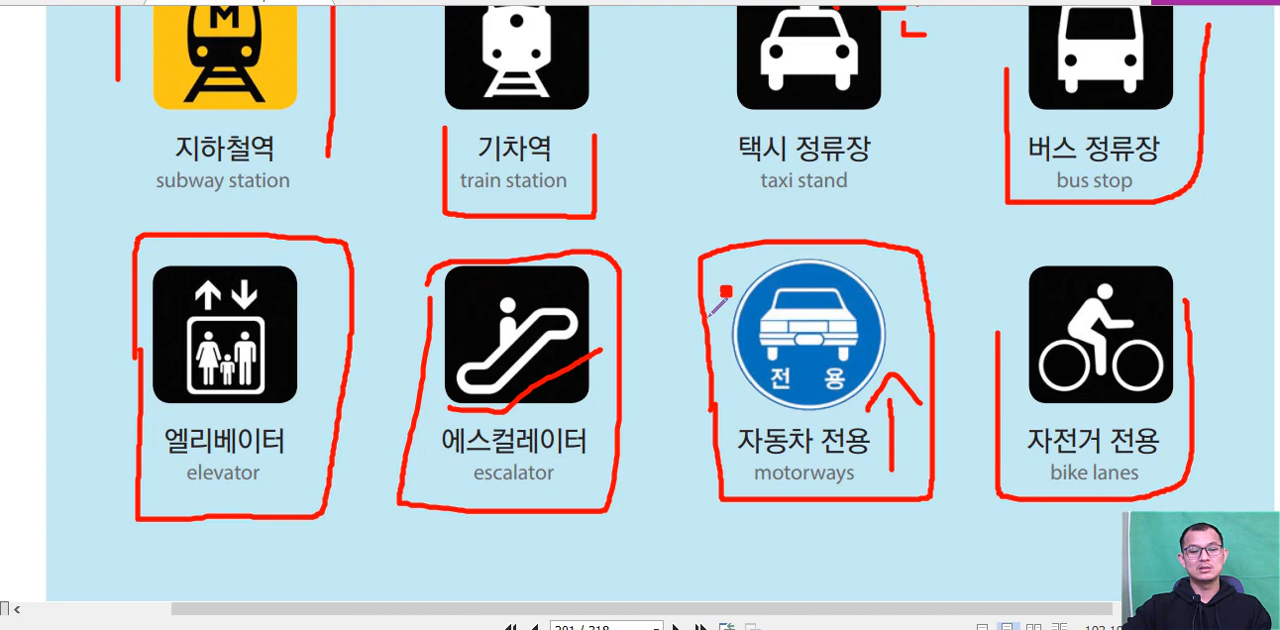 M
지하철역
기차역
택시 정류장
버스 정류장
subway station
train station
taxi stand
bus stop
전 용
엘리베이터
에스컬레이터
자동차 전용
자전거 전용
elevator
escalator
motorways
bike lanes